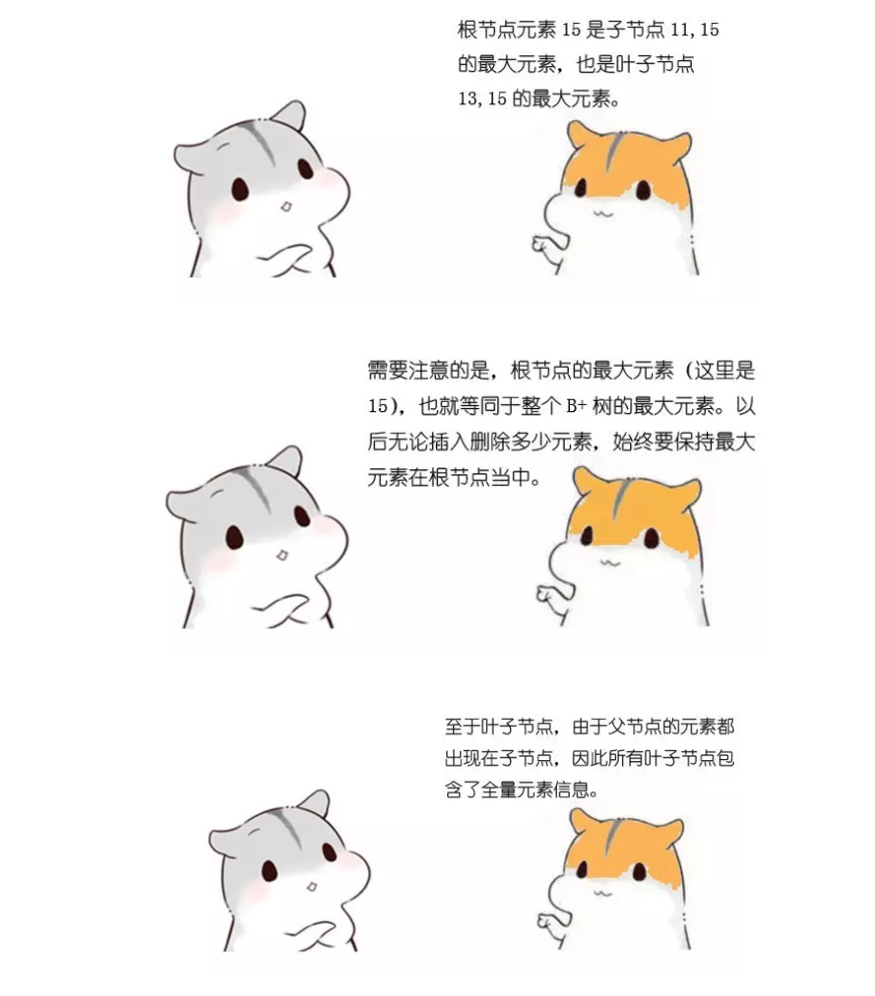 根节点元素 15 是子节点 11,15
的最大元素，也是叶子节点
13,15 的最大元素。
需要注意的是，根节点的最大元素（这里是
15），也就等同于整个 B+ 树的最大元素。以
后无论插入删除多少元素，始终要保持最大
元素在根节点当中。
至于叶子节点，由于父节点的元素都
出现在子节点，因此所有叶子节点包
含了全量元素信息。